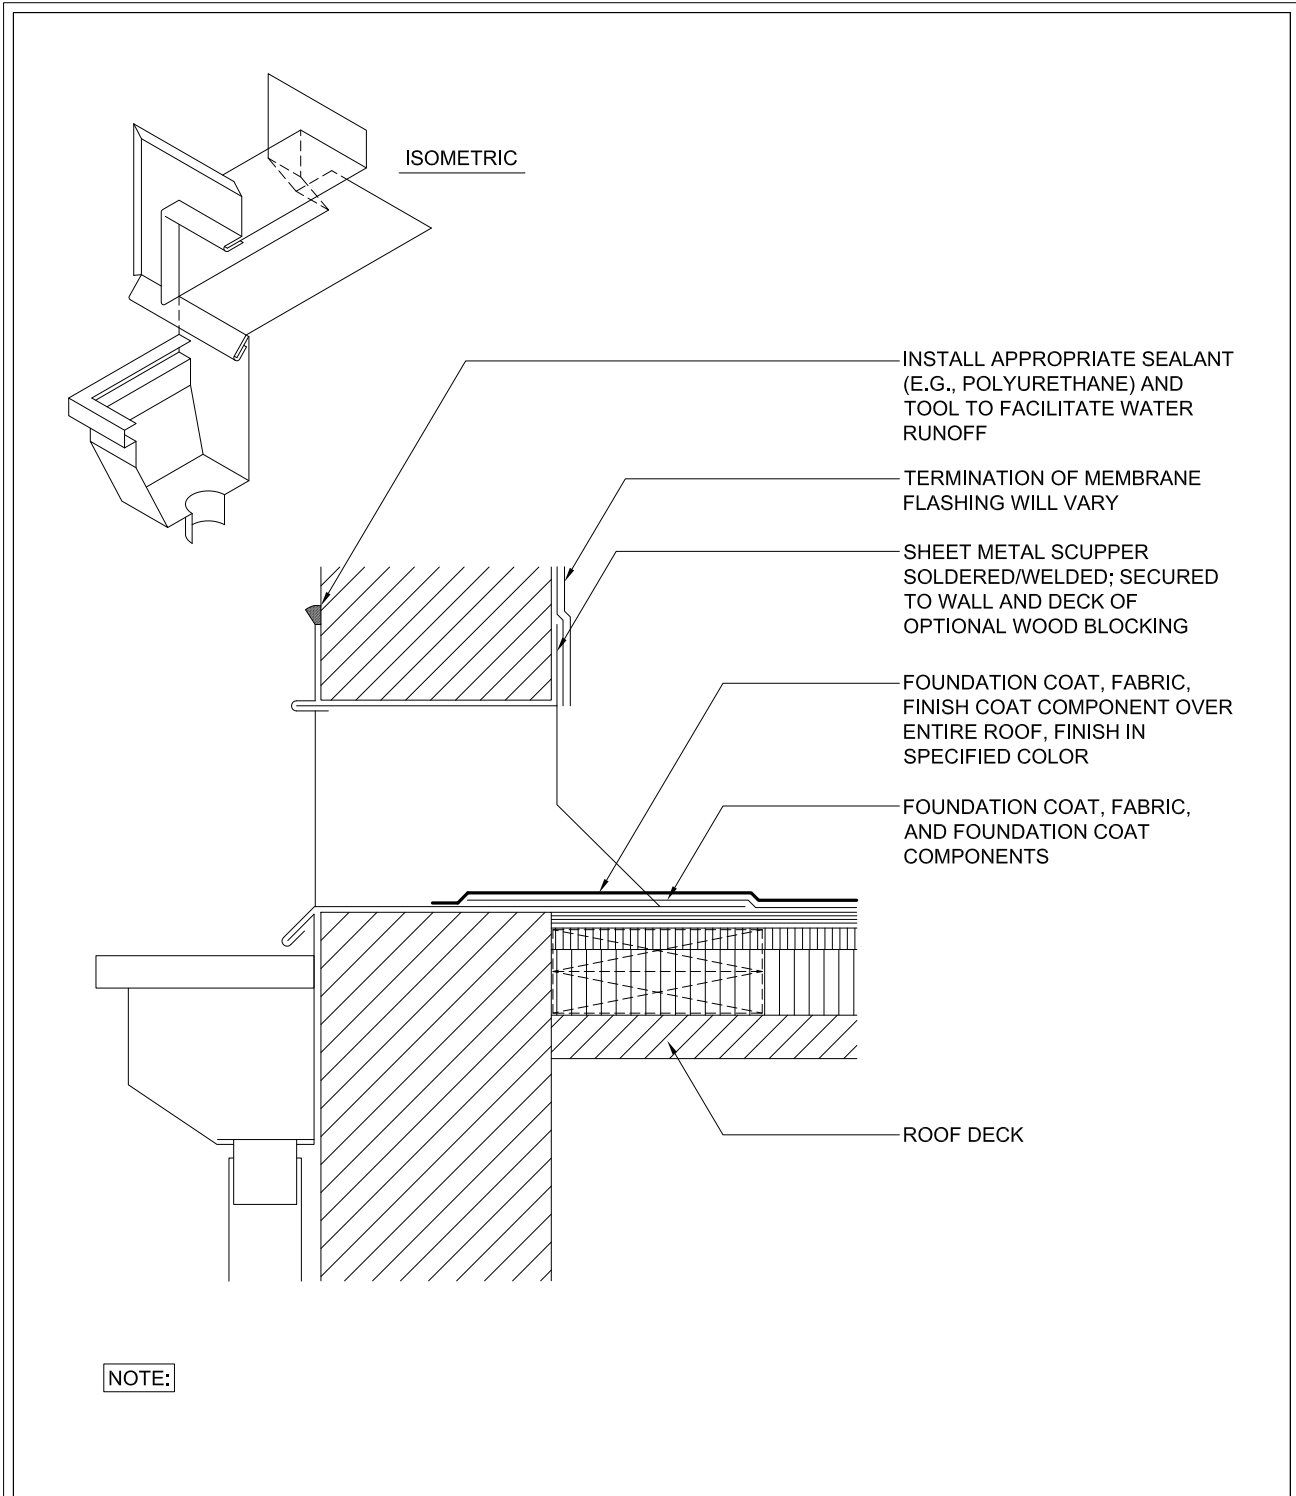 ISOMETRIC
INSTALL APPROPRIATE SEALANT
(E.G., POLYURETHANE) AND
TOOL TO FACILITATE WATER
RUNOFF
TERMINATION OF MEMBRANE
FLASHING WILL VARY
SHEET METAL SCUPPER
SOLDERED/WELDED; SECURED
TO WALL AND DECK OF
OPTIONAL WOOD BLOCKING
FOUNDATION COAT, FABRIC,
FINISH COAT COMPONENT OVER
ENTIRE ROOF, FINISH IN
SPECIFIED COLOR
FOUNDATION COAT, FABRIC,
AND FOUNDATION COAT
COMPONENTS
ROOF DECK
NOTE: